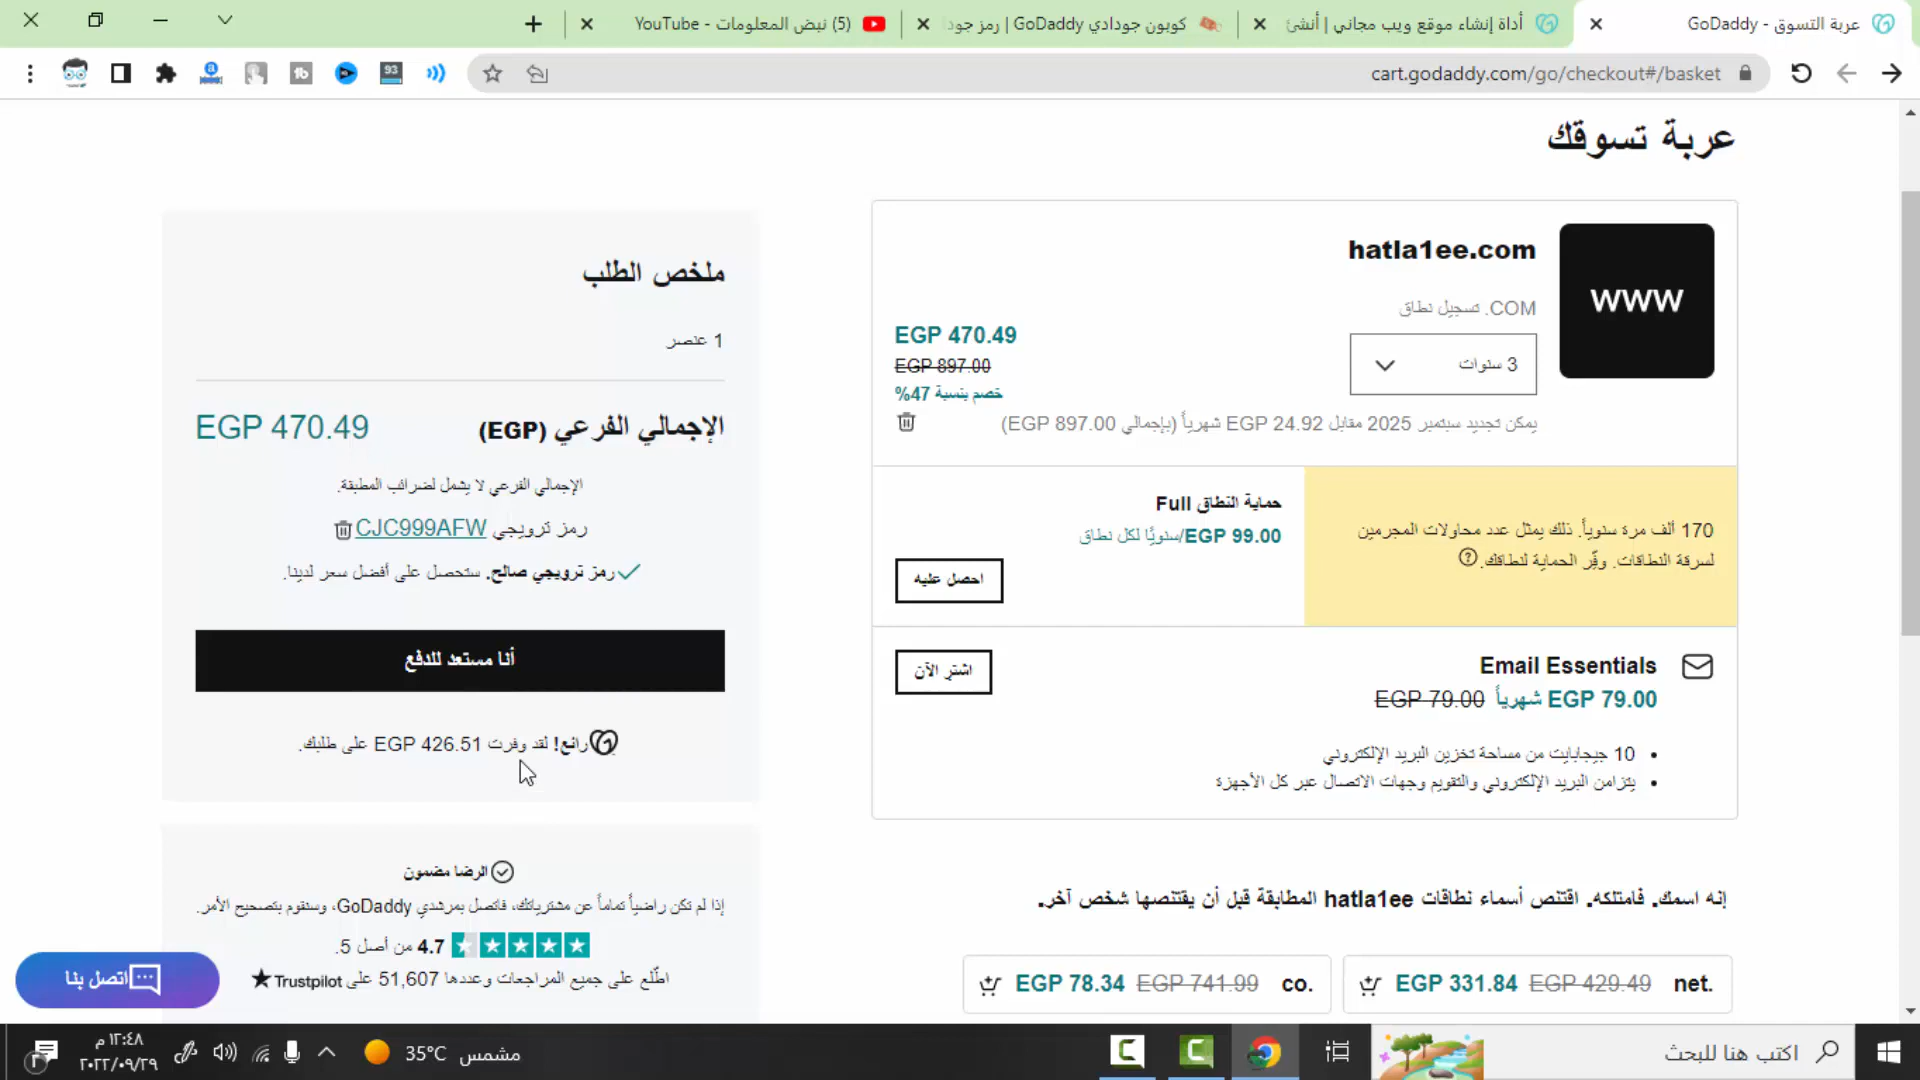 عربة التسوق - GoDaddy
أداة إنشاء موقع ويب مجاني | أنشئ
كوبون جودادي GoDaddy | رمز جود
(5) نبض المعلومات - YouTube
cart.godaddy.com/go/checkout#/basket
93
عربة تسوقك
WWW
hatla1ee.com
COM. تسجيل نطاق
3 سنوات
EGP 470.49
EGP 897.00
خصم بنسبة 47%
يمكن تجديد سبتمبر 2025 مقابل EGP 24.92 شهرياً (بإجمالي EGP 897.00)
170 ألف مرة سنوياً. ذلك يمثل عدد محاولات المجرمين
لسرقة النطاقات. وفّر الحماية لنطاقك.
حماية النطاق Full
EGP 99.00/سنويًا لكل نطاق
احصل عليه
Email Essentials
EGP 79.00 شهرياً EGP 79.00
اشترِ الآن
• 10 جيجابايت من مساحة تخزين البريد الإلكتروني
• يتزامن البريد الإلكتروني والتقويم وجهات الاتصال عبر كل الأجهزة
إنه اسمك. فامتلكه. اقتنص أسماء نطاقات hatla1ee المطابقة قبل أن يقتنصها شخص آخر.
net. EGP 429.49 EGP 331.84
co. EGP 741.99 EGP 78.34
ملخص الطلب
1 عنصر
الإجمالي الفرعي (EGP) EGP 470.49
الإجمالي الفرعي لا يشمل لضرائب المطبقة.
رمز ترويجي CJC999AFW
رمز ترويجي صالح. ستحصل على أفضل سعر لدينا.
أنا مستعد للدفع
رائع! لقد وفرت EGP 426.51 على طلبك.
الرضا مضمون
إذا لم تكن راضياً تماماً عن مشترياتك، فاتصل بمرشدي GoDaddy، وسنقوم بتصحيح الأمر.
4.7 من أصل 5.
اطّلع على جميع المراجعات وعددها 51,607 على Trustpilot
اتصل بنا
اكتب هنا للبحث
مشمس 35°C
١٢:٤٨ م
٢٠٢٢/٠٩/٢٩